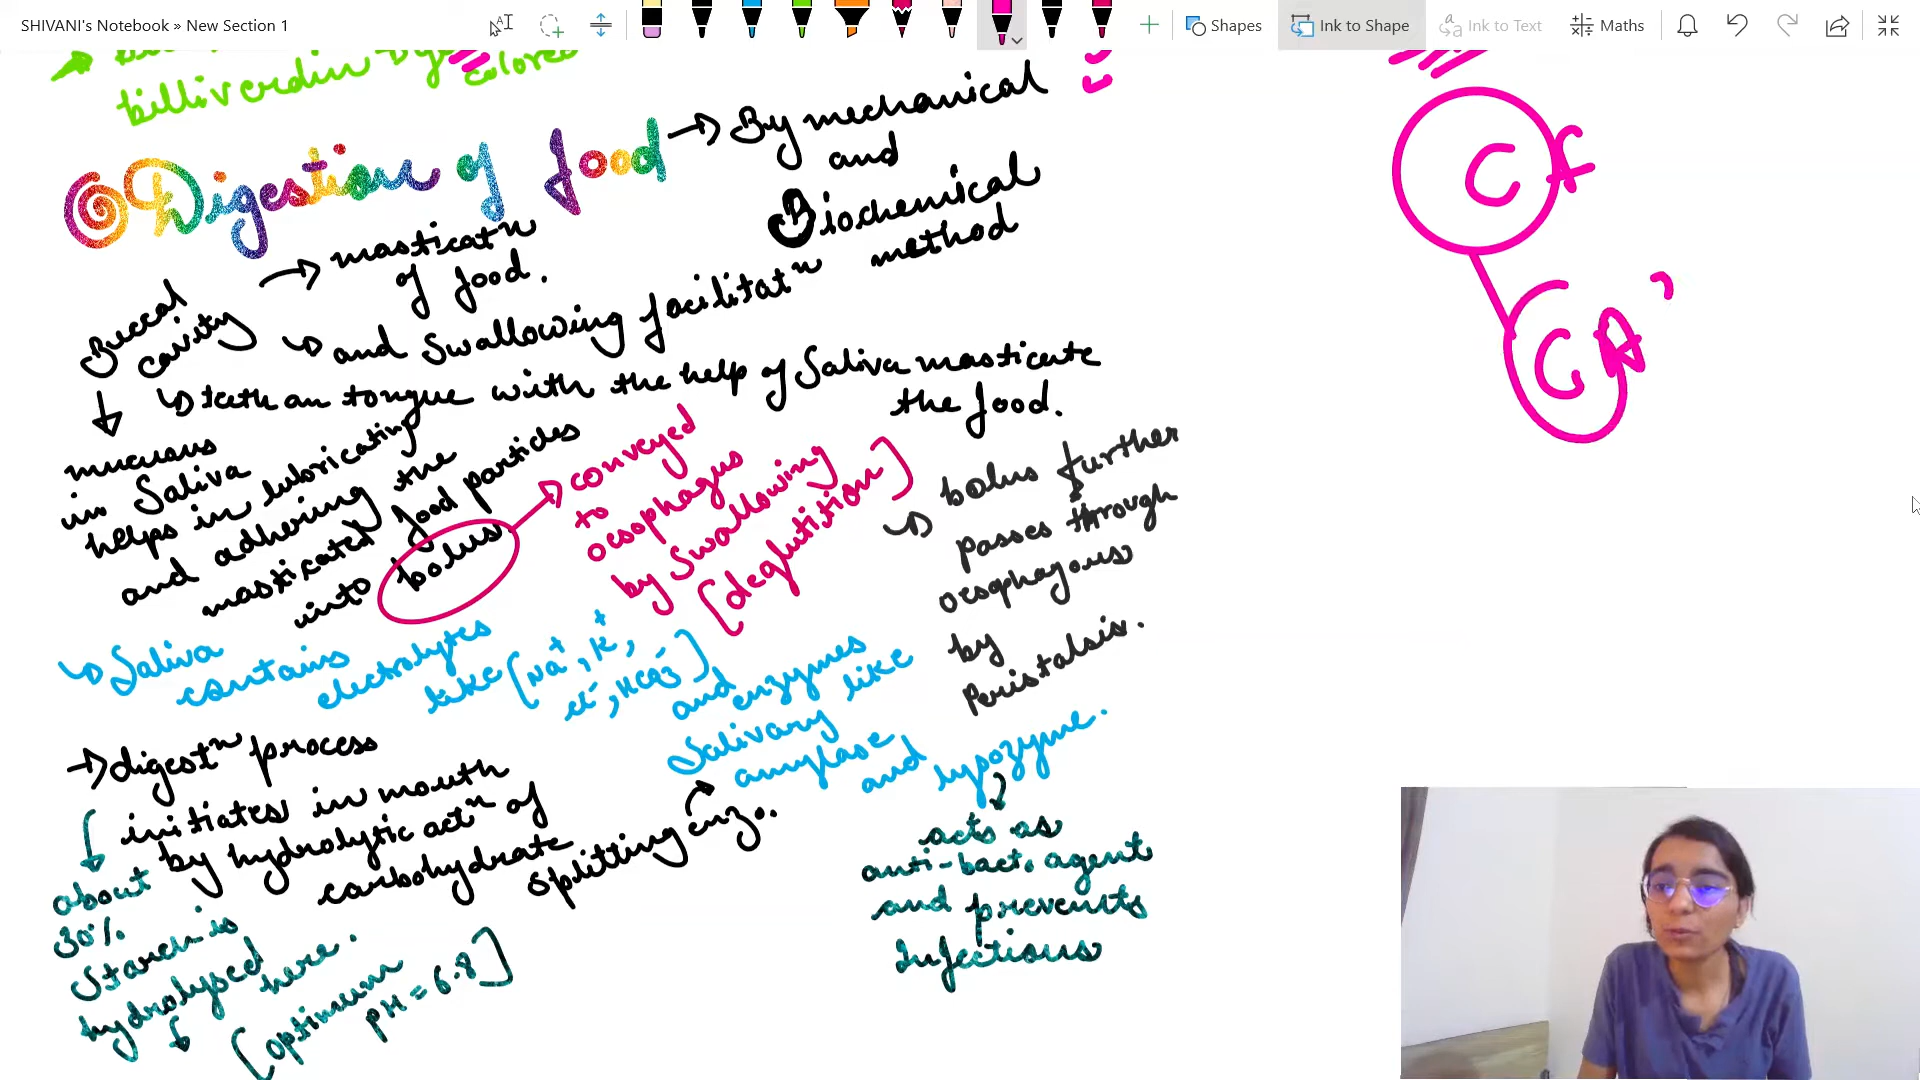 SHIVANI's Notebook » New Section 1
Shapes
Ink to Shape
Ink to Text
Maths
billiverdin
colored
Digestion of food → By mechanical
and
Biochemical
method
Buccal
cavity
→ masticatⁿ
of food.
↳ and Swallowing facilitatⁿ
↳ teeth an tongue with the help of Saliva masticate
the food.
mucuous
in Saliva
helps in lubricating
and adhering the
masticated food particles
into bolus.
→ conveyed
to
oesophagus
by Swallowing
[deglutition]
↳ bolus further
passes through
oesophagous
by
Peristalsis.
↳ Saliva
contains
electrolytes
like [Na⁺, K⁺,
Cl⁻, HCO₃⁻]
and enzymes
like
Salivary
amylase
and lysozyme.
acts as
anti-bact. agent
and prevents
Infections
→ digestⁿ process
initiates in mouth
by hydrolytic actⁿ of
carbohydrate
splitting enz.
about
30%
Starch is
hydrolysed
here.
[optimum
pH = 6.8]
C f
C A